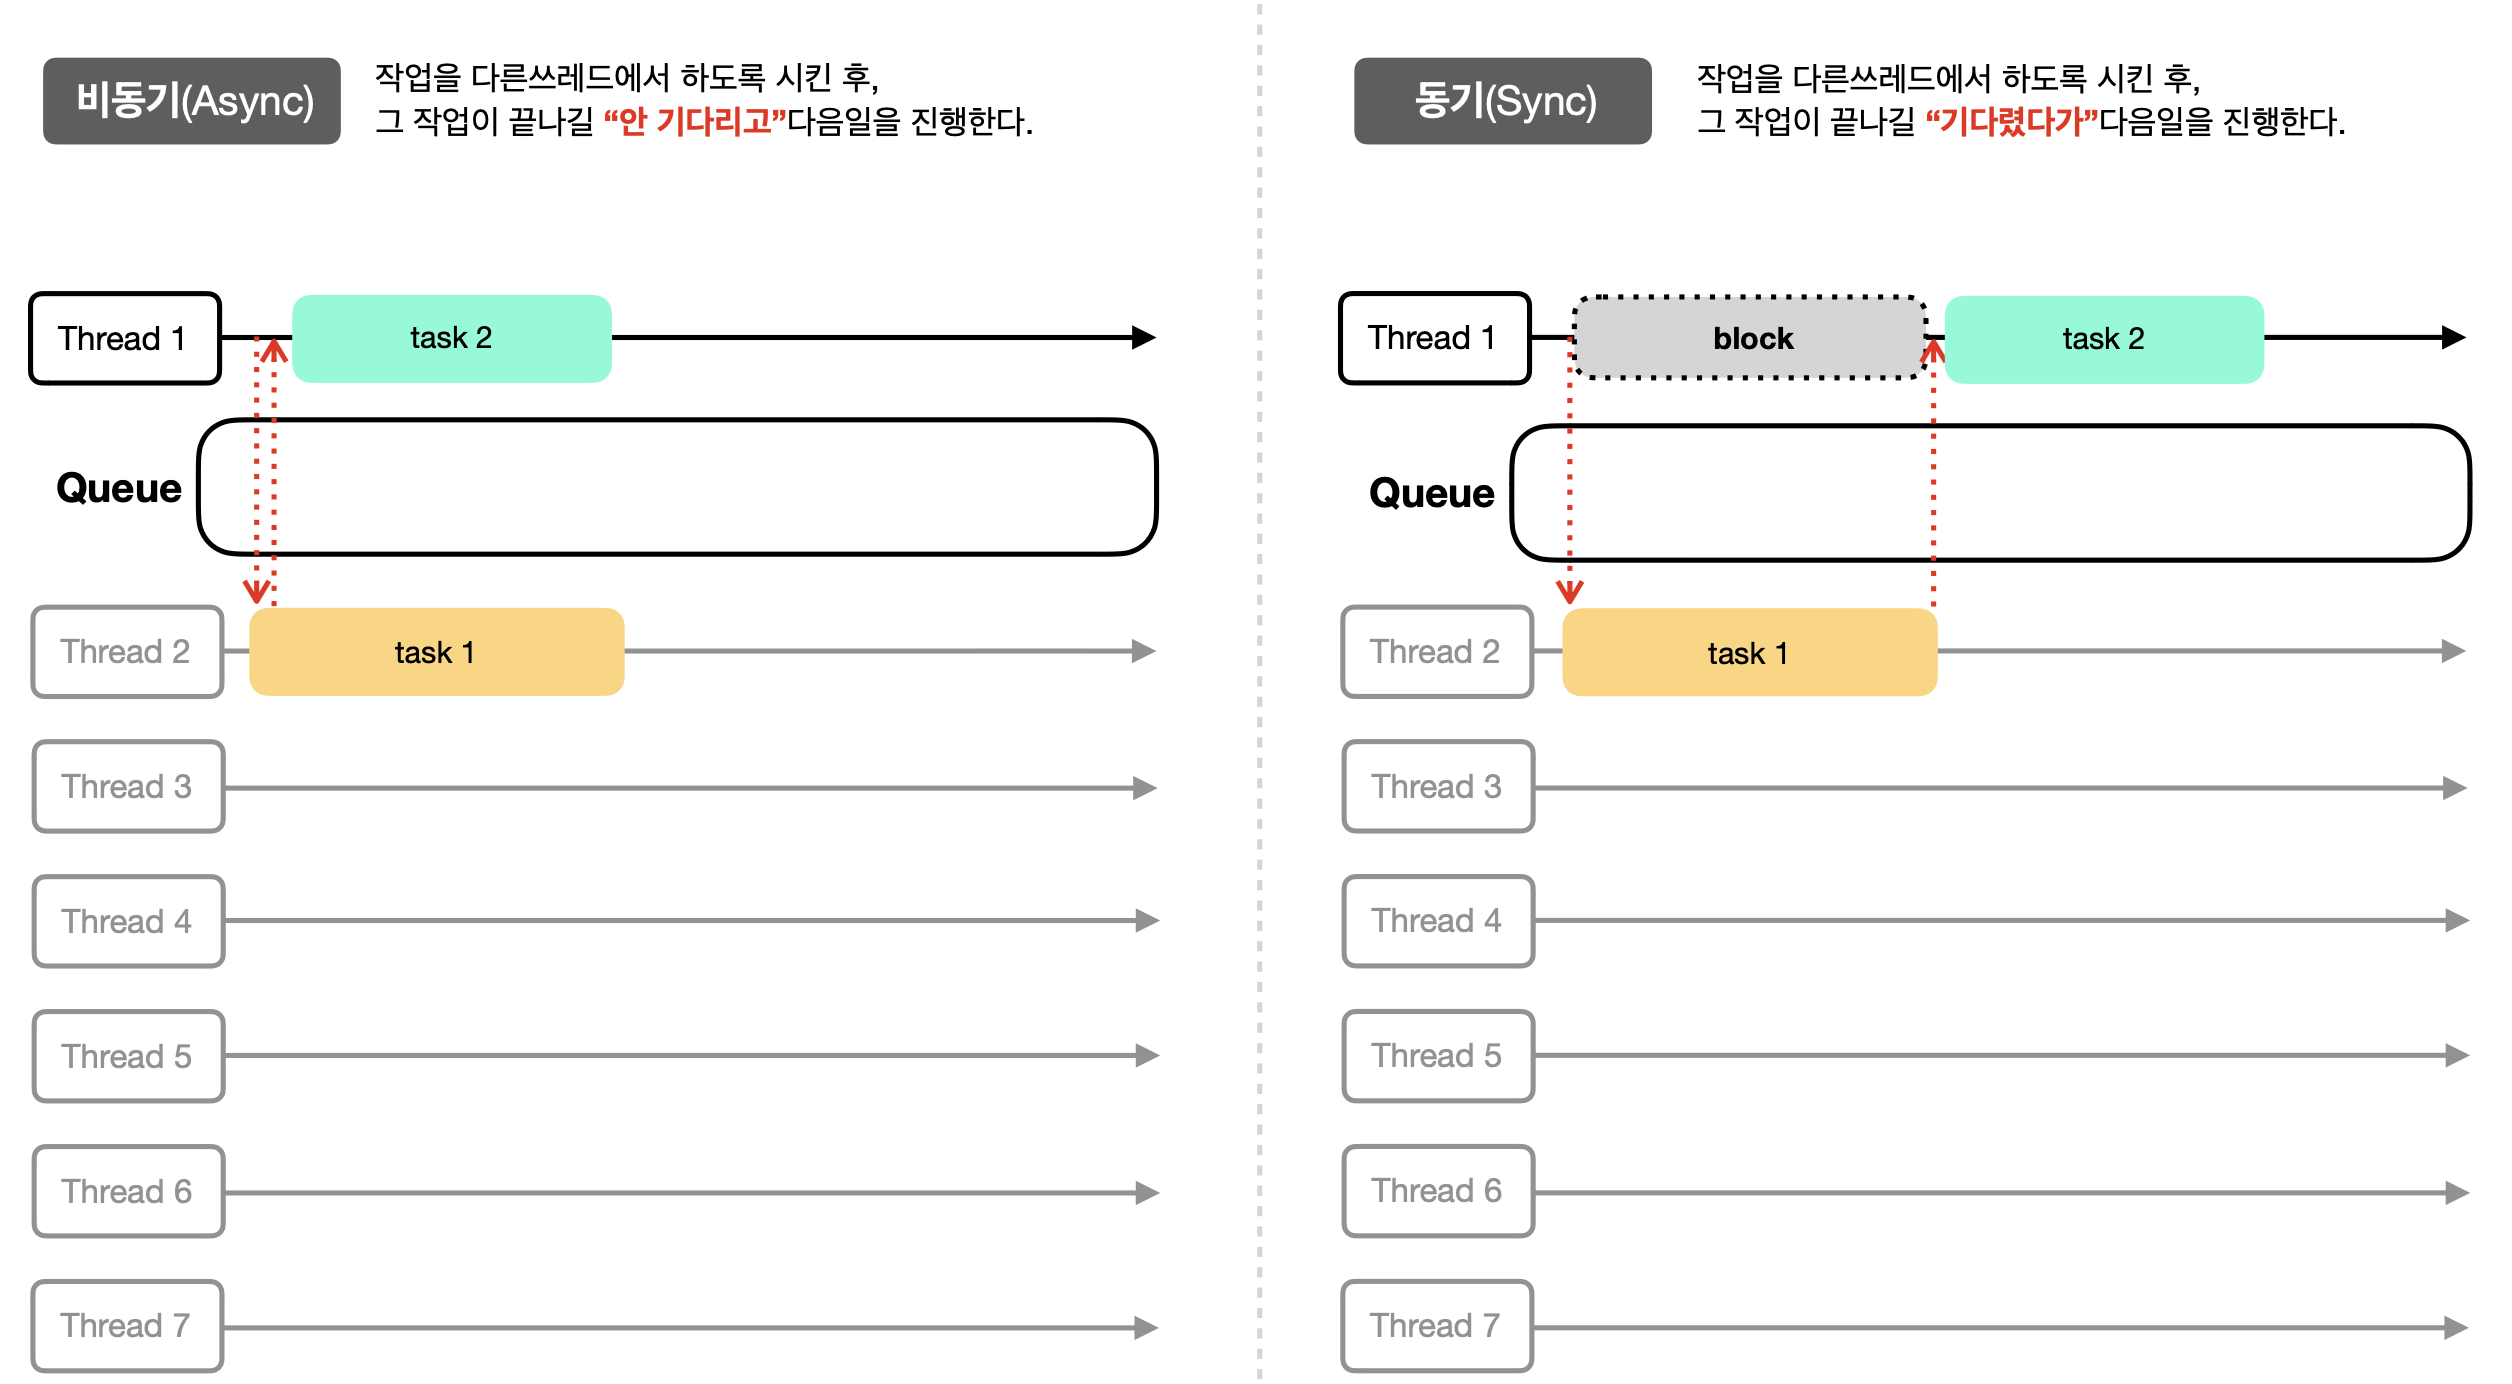 비동기(Async)
작업을 다른쓰레드에서 하도록 시킨 후,
그 작업이 끝나길 “안 기다리고”다음일을 진행한다.
Thread 1
task 2
Queue
Thread 2
task 1
Thread 3
Thread 4
Thread 5
Thread 6
Thread 7
동기(Sync)
작업을 다른쓰레드에서 하도록 시킨 후,
그 작업이 끝나길 “기다렸다가”다음일을 진행한다.
Thread 1
block
task 2
Queue
Thread 2
task 1
Thread 3
Thread 4
Thread 5
Thread 6
Thread 7